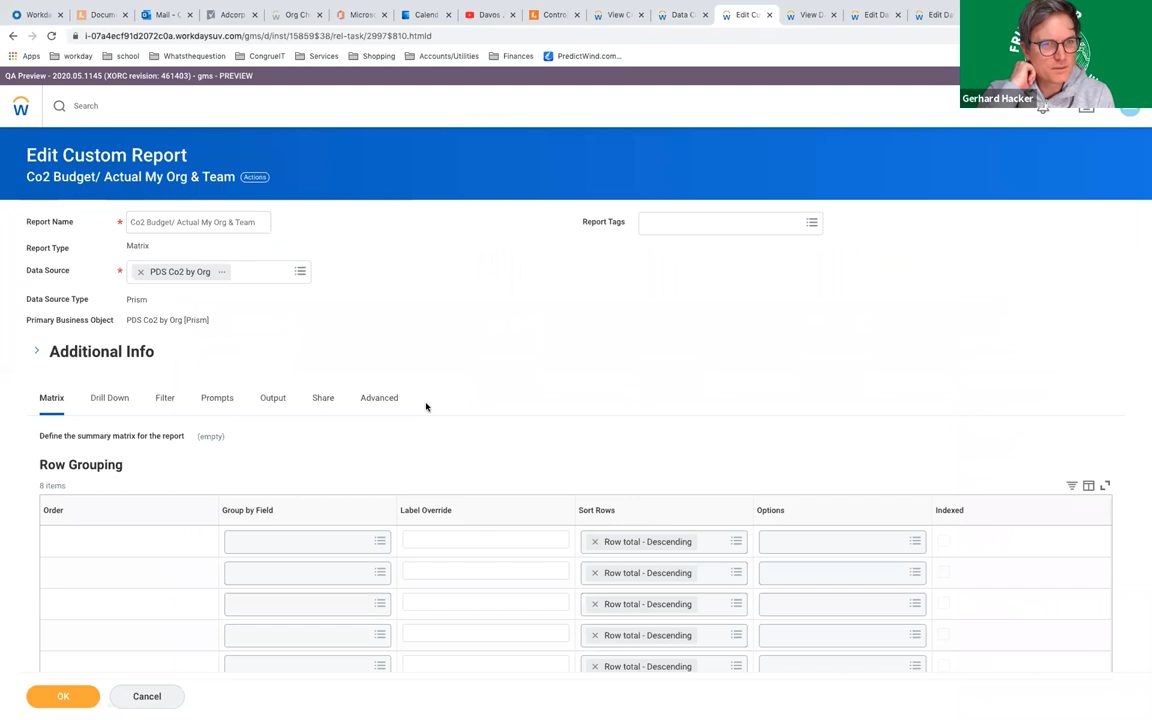 Workda
Docume
Mail – C
Adcorp
Org Ch
Micros
Calend
Davos
Control
View C
Data C
Edit Cu
View D
Edit Da
Edit Da
i-07a4ecf91d2072c0a.workdaysuv.com/gms/d/inst/15859$38/rel-task/2997$810.htmld
Apps
workday
school
Whatsthequestion
CongrueIT
Services
Shopping
Accounts/Utilities
Finances
PredictWind.com...
QA Preview - 2020.05.1145 (XORC revision: 461403) - gms - PREVIEW
Gerhard Hacker
Search
Edit Custom Report
Co2 Budget/ Actual My Org & Team Actions
Report Name * Co2 Budget/ Actual My Org & Team
Report Tags
Report Type Matrix
Data Source * × PDS Co2 by Org ...
Data Source Type Prism
Primary Business Object PDS Co2 by Org [Prism]
Additional Info
Matrix Drill Down Filter Prompts Output Share Advanced
Define the summary matrix for the report (empty)
Row Grouping
8 items
Order Group by Field Label Override Sort Rows Options Indexed
× Row total - Descending
× Row total - Descending
× Row total - Descending
× Row total - Descending
× Row total - Descending
OK Cancel